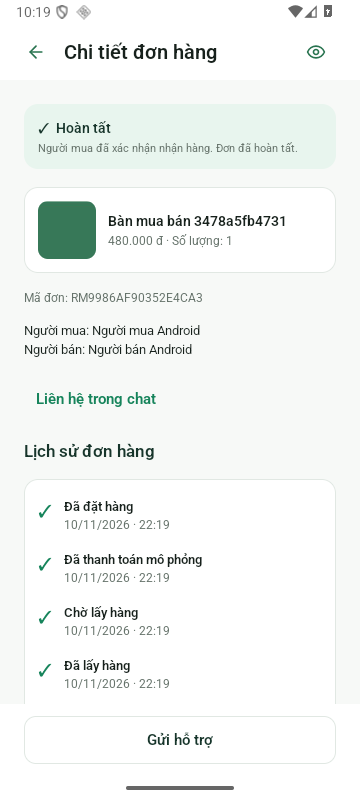 10:19
Chi tiết đơn hàng
✓ Hoàn tất
Người mua đã xác nhận nhận hàng. Đơn đã hoàn tất.
Bàn mua bán 3478a5fb4731
480.000 đ · Số lượng: 1
Mã đơn: RM9986AF90352E4CA3
Người mua: Người mua Android
Người bán: Người bán Android
Liên hệ trong chat
Lịch sử đơn hàng
✓ Đã đặt hàng
10/11/2026 · 22:19
✓ Đã thanh toán mô phỏng
10/11/2026 · 22:19
✓ Chờ lấy hàng
10/11/2026 · 22:19
✓ Đã lấy hàng
10/11/2026 · 22:19
Gửi hỗ trợ